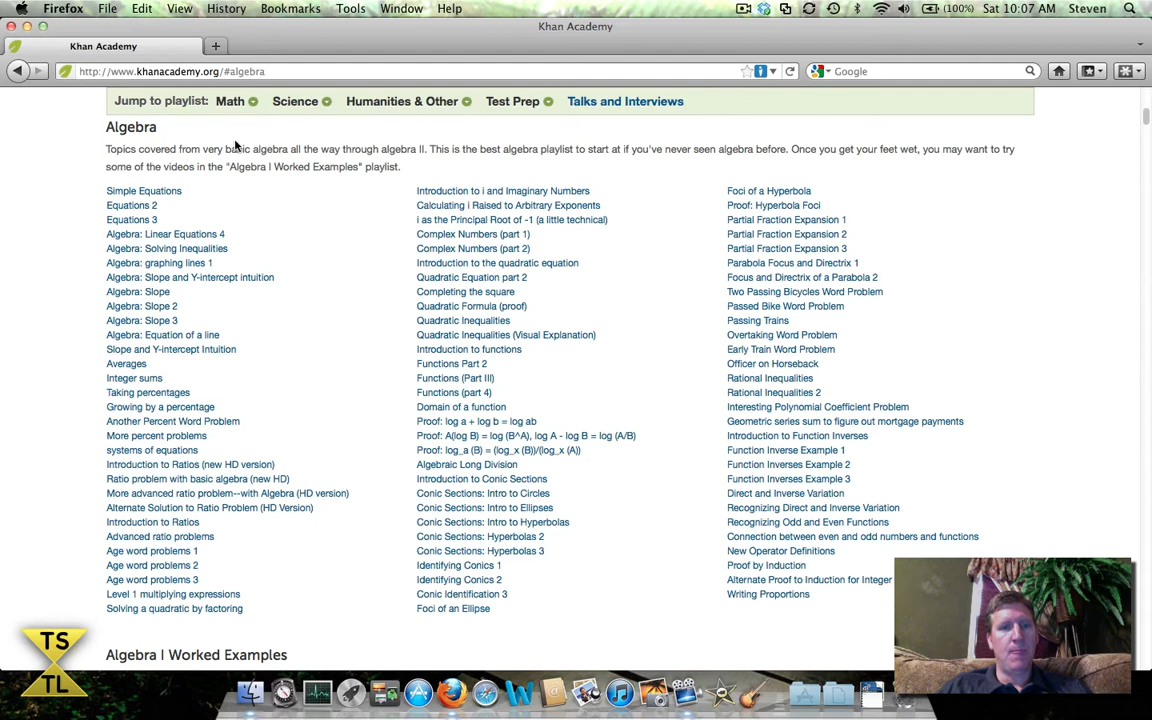 Firefox File Edit View History Bookmarks Tools Window Help (100%) Sat 10:07 AM Steven
Khan Academy
Khan Academy
http://www.khanacademy.org/#algebra Google
Jump to playlist: Math Science Humanities & Other Test Prep Talks and Interviews
Algebra
Topics covered from very basic algebra all the way through algebra II. This is the best algebra playlist to start at if you've never seen algebra before. Once you get your feet wet, you may want to try
some of the videos in the "Algebra I Worked Examples" playlist.
Simple Equations
Equations 2
Equations 3
Algebra: Linear Equations 4
Algebra: Solving Inequalities
Algebra: graphing lines 1
Algebra: Slope and Y-intercept intuition
Algebra: Slope
Algebra: Slope 2
Algebra: Slope 3
Algebra: Equation of a line
Slope and Y-intercept Intuition
Averages
Integer sums
Taking percentages
Growing by a percentage
Another Percent Word Problem
More percent problems
systems of equations
Introduction to Ratios (new HD version)
Ratio problem with basic algebra (new HD)
More advanced ratio problem--with Algebra (HD version)
Alternate Solution to Ratio Problem (HD Version)
Introduction to Ratios
Advanced ratio problems
Age word problems 1
Age word problems 2
Age word problems 3
Level 1 multiplying expressions
Solving a quadratic by factoring
Introduction to i and Imaginary Numbers
Calculating i Raised to Arbitrary Exponents
i as the Principal Root of -1 (a little technical)
Complex Numbers (part 1)
Complex Numbers (part 2)
Introduction to the quadratic equation
Quadratic Equation part 2
Completing the square
Quadratic Formula (proof)
Quadratic Inequalities
Quadratic Inequalities (Visual Explanation)
Introduction to functions
Functions Part 2
Functions (Part III)
Functions (part 4)
Domain of a function
Proof: log a + log b = log ab
Proof: A(log B) = log (B^A), log A - log B = log (A/B)
Proof: log_a (B) = (log_x (B))/(log_x (A))
Algebraic Long Division
Introduction to Conic Sections
Conic Sections: Intro to Circles
Conic Sections: Intro to Ellipses
Conic Sections: Intro to Hyperbolas
Conic Sections: Hyperbolas 2
Conic Sections: Hyperbolas 3
Identifying Conics 1
Identifying Conics 2
Conic Identification 3
Foci of an Ellipse
Foci of a Hyperbola
Proof: Hyperbola Foci
Partial Fraction Expansion 1
Partial Fraction Expansion 2
Partial Fraction Expansion 3
Parabola Focus and Directrix 1
Focus and Directrix of a Parabola 2
Two Passing Bicycles Word Problem
Passed Bike Word Problem
Passing Trains
Overtaking Word Problem
Early Train Word Problem
Officer on Horseback
Rational Inequalities
Rational Inequalities 2
Interesting Polynomial Coefficient Problem
Geometric series sum to figure out mortgage payments
Introduction to Function Inverses
Function Inverse Example 1
Function Inverses Example 2
Function Inverses Example 3
Direct and Inverse Variation
Recognizing Direct and Inverse Variation
Recognizing Odd and Even Functions
Connection between even and odd numbers and functions
New Operator Definitions
Proof by Induction
Alternate Proof to Induction for Integer
Writing Proportions
Algebra I Worked Examples
TS
TL